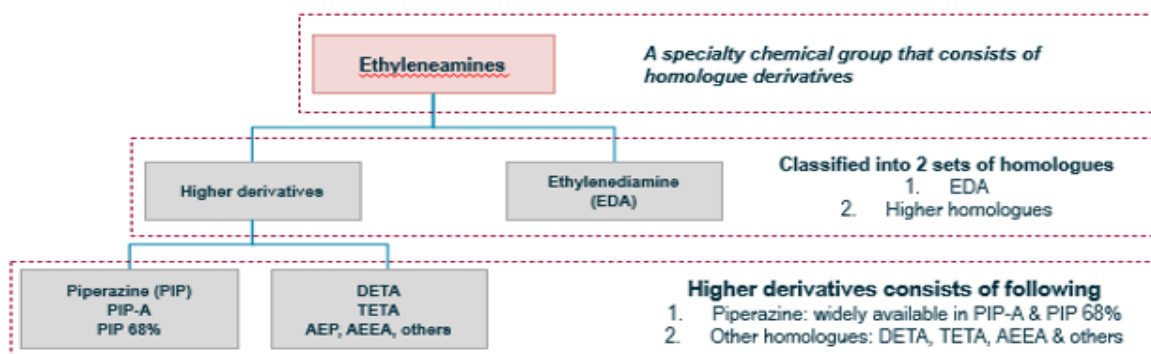 Ethyleneamines
A specialty chemical group that consists of
homologue derivatives
Higher derivatives
Ethylenediamine
(EDA)
Classified into 2 sets of homologues
1. EDA
2. Higher homologues
Piperazine (PIP)
PIP-A
PIP 68%
DETA
TETA
AEP, AEEA, others
Higher derivatives consists of following
1. Piperazine: widely available in PIP-A & PIP 68%
2. Other homologues: DETA, TETA, AEEA & others